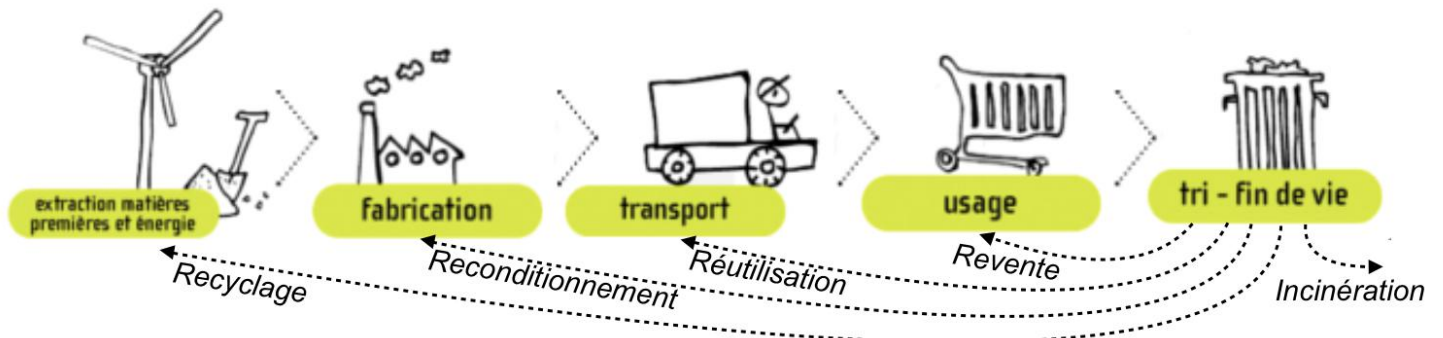 extraction matières
premières et énergie
fabrication
transport
usage
tri - fin de vie
Recyclage
Reconditionnement
Réutilisation
Revente
Incinération